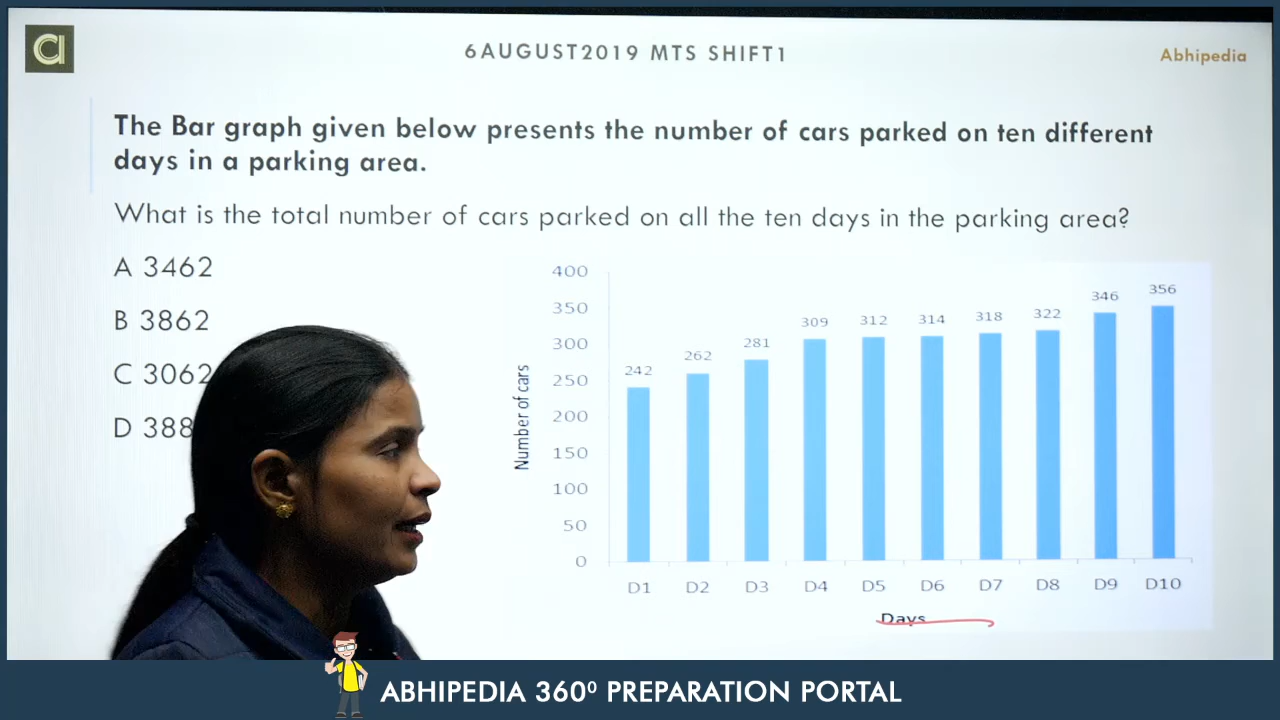 6AUGUST2019 MTS SHIFT1
Abhipedia
The Bar graph given below presents the number of cars parked on ten different
days in a parking area.
What is the total number of cars parked on all the ten days in the parking area?
A 3462
B 3862
C 3062
D 388
Number of cars
400
350
300
250
200
150
100
50
0
242
262
281
309
312
314
318
322
346
356
D1 D2 D3 D4 D5 D6 D7 D8 D9 D10
Days
ABHIPEDIA 360⁰ PREPARATION PORTAL